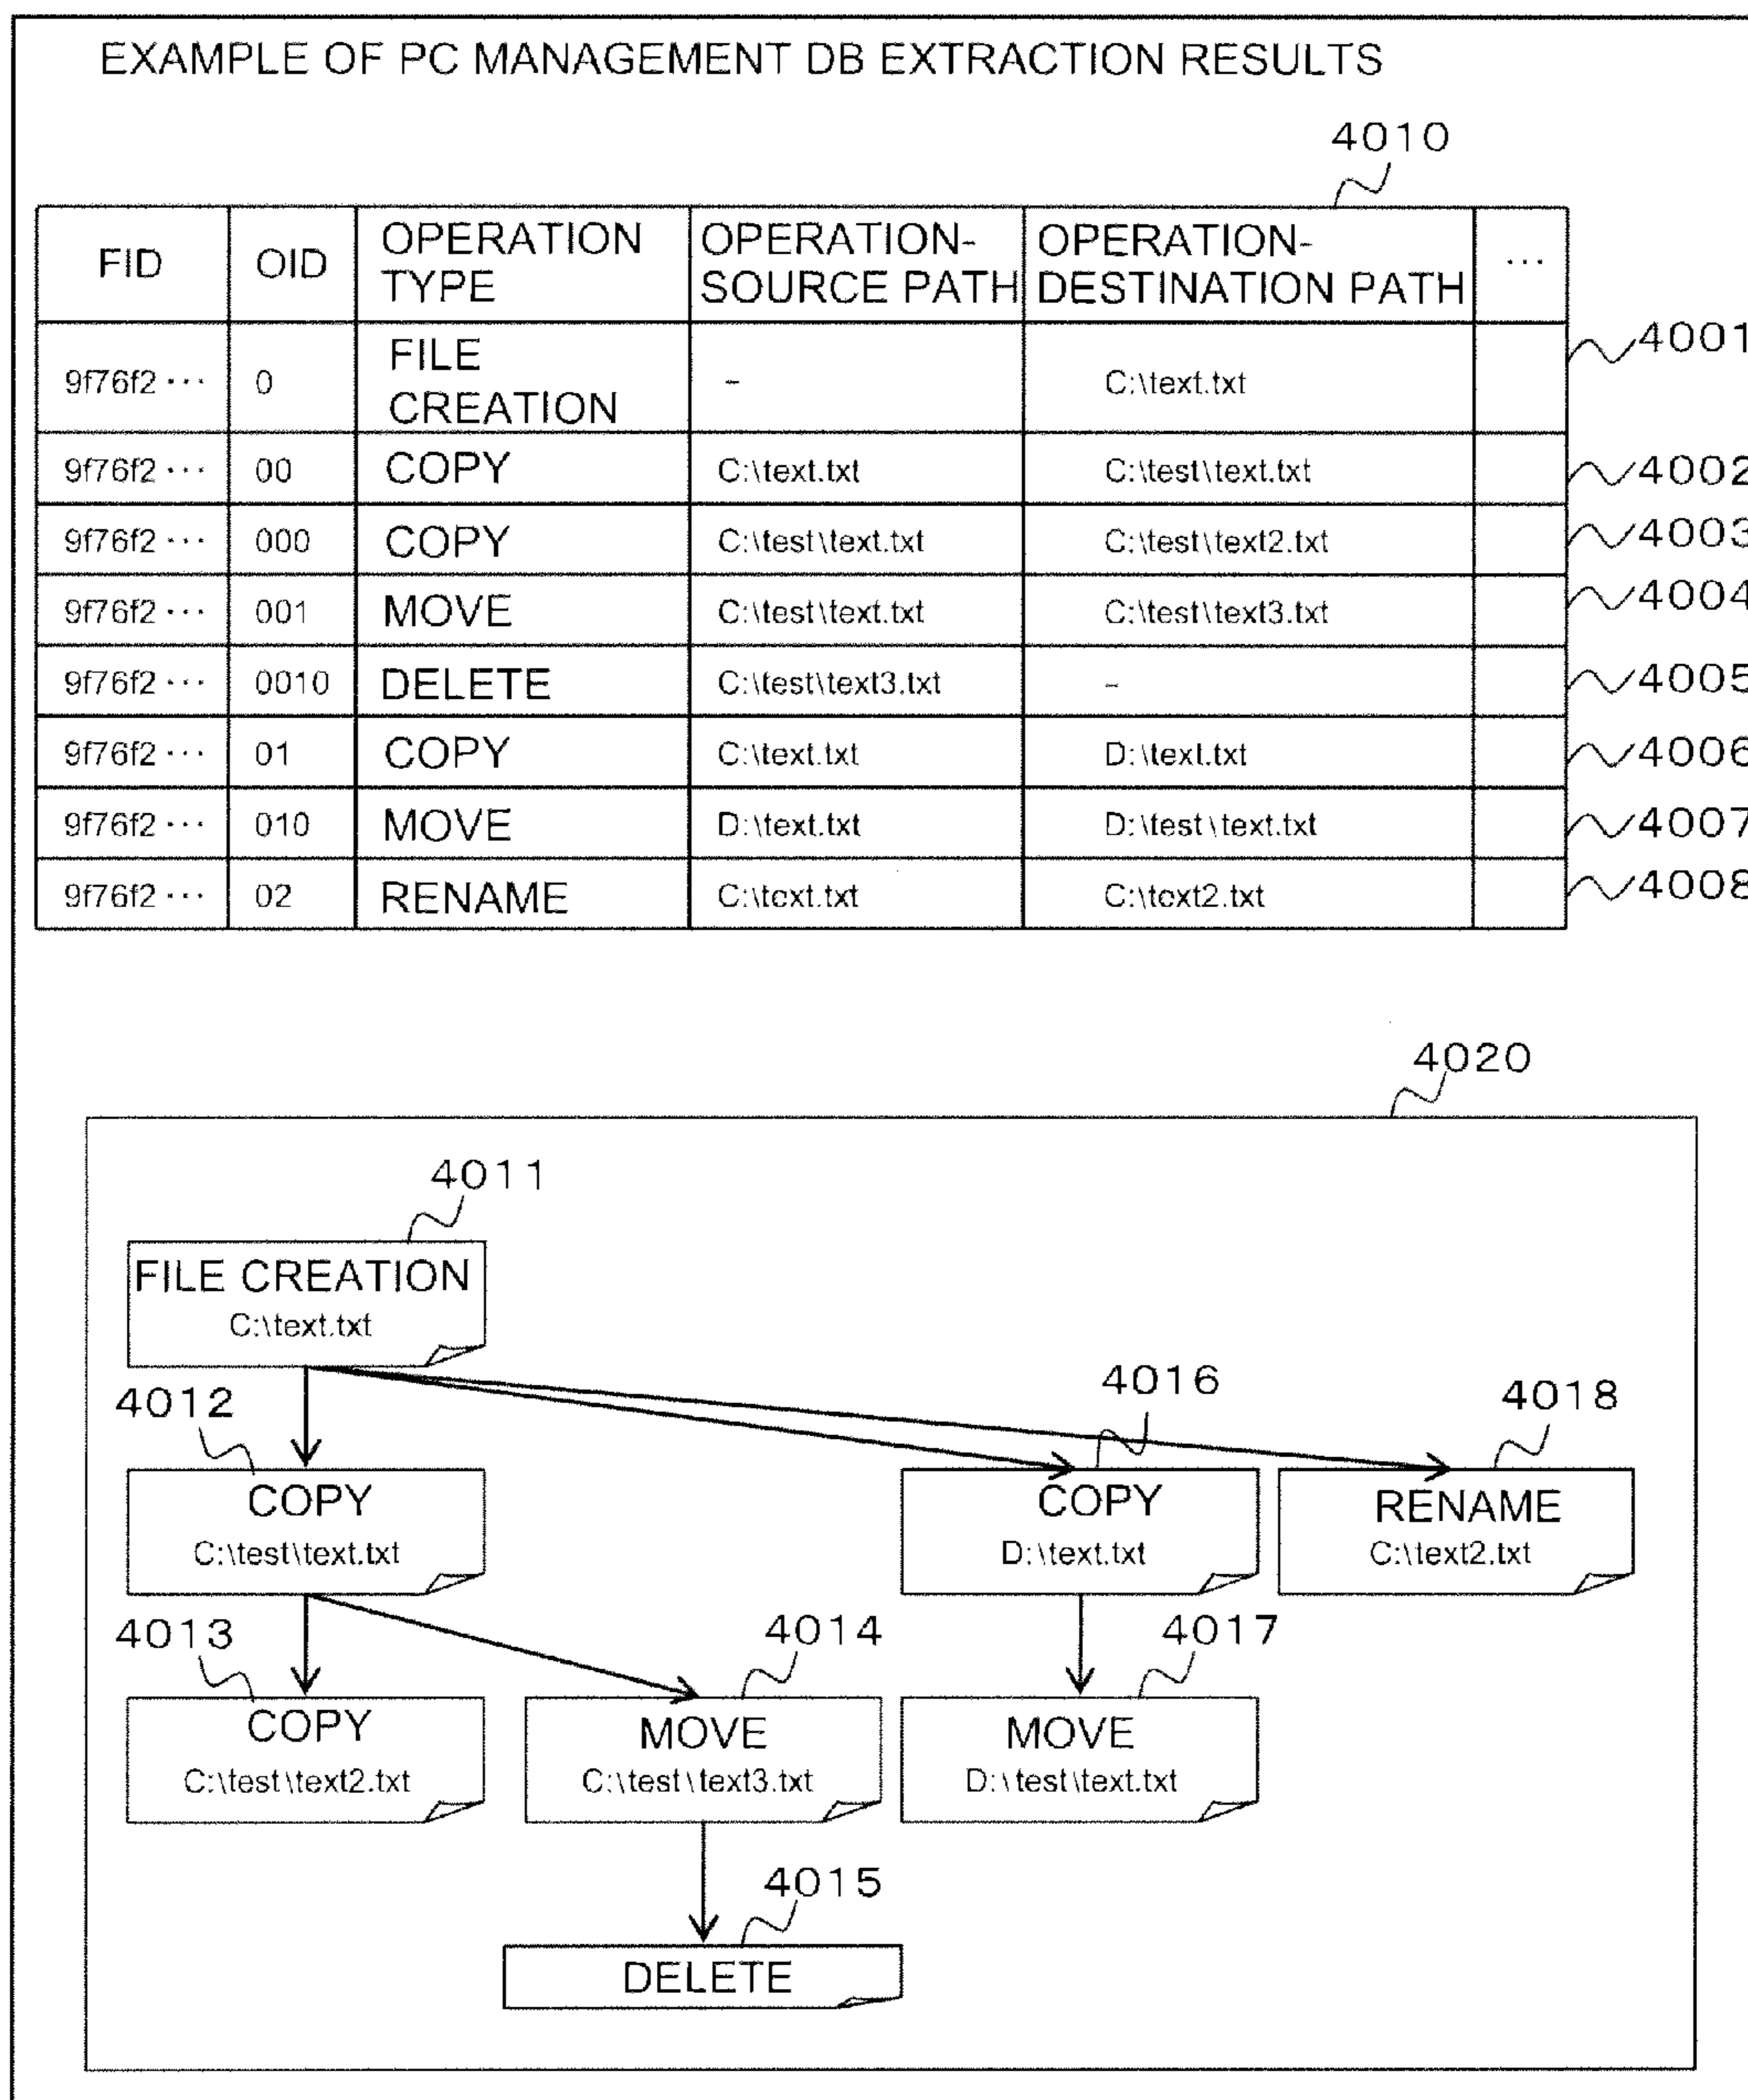 EXAMPLE OF PC MANAGEMENT DB EXTRACTION RESULTS
4010
FID OID OPERATION TYPE OPERATION-SOURCE PATH OPERATION-DESTINATION PATH ...
9f76f2 ... 0 FILE CREATION - C:\text.txt 4001
9f76f2 ... 00 COPY C:\text.txt C:\test\text.txt 4002
9f76f2 ... 000 COPY C:\test\text.txt C:\test\text2.txt 4003
9f76f2 ... 001 MOVE C:\test\text.txt C:\test\text3.txt 4004
9f76f2 ... 0010 DELETE C:\test\text3.txt - 4005
9f76f2 ... 01 COPY C:\text.txt D:\text.txt 4006
9f76f2 ... 010 MOVE D:\text.txt D:\test\text.txt 4007
9f76f2 ... 02 RENAME C:\text.txt C:\text2.txt 4008
4020
4011
FILE CREATION
C:\text.txt
4012
COPY
C:\test\text.txt
4016
COPY
D:\text.txt
4018
RENAME
C:\text2.txt
4013
COPY
C:\test\text2.txt
4014
MOVE
C:\test\text3.txt
4017
MOVE
D:\test\text.txt
4015
DELETE